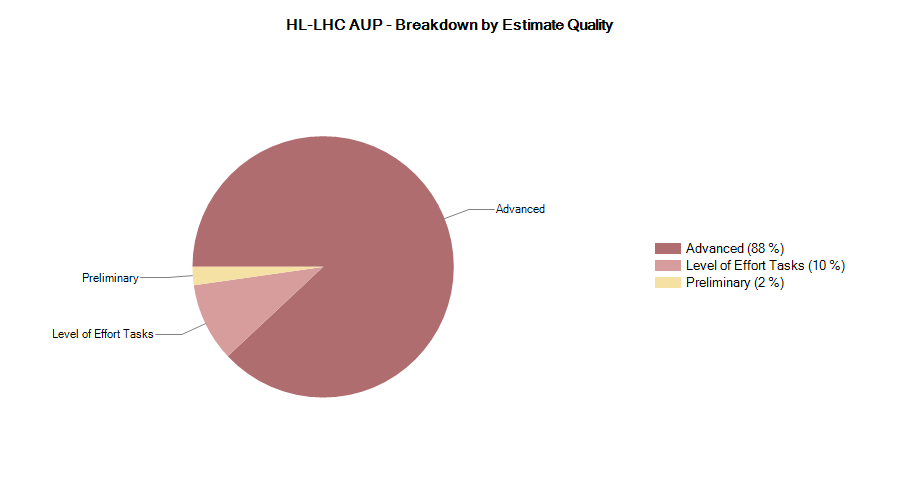 HL-LHC AUP - Breakdown by Estimate Quality
Advanced
Preliminary
Level of Effort Tasks
Advanced (88 %)
Level of Effort Tasks (10 %)
Preliminary (2 %)